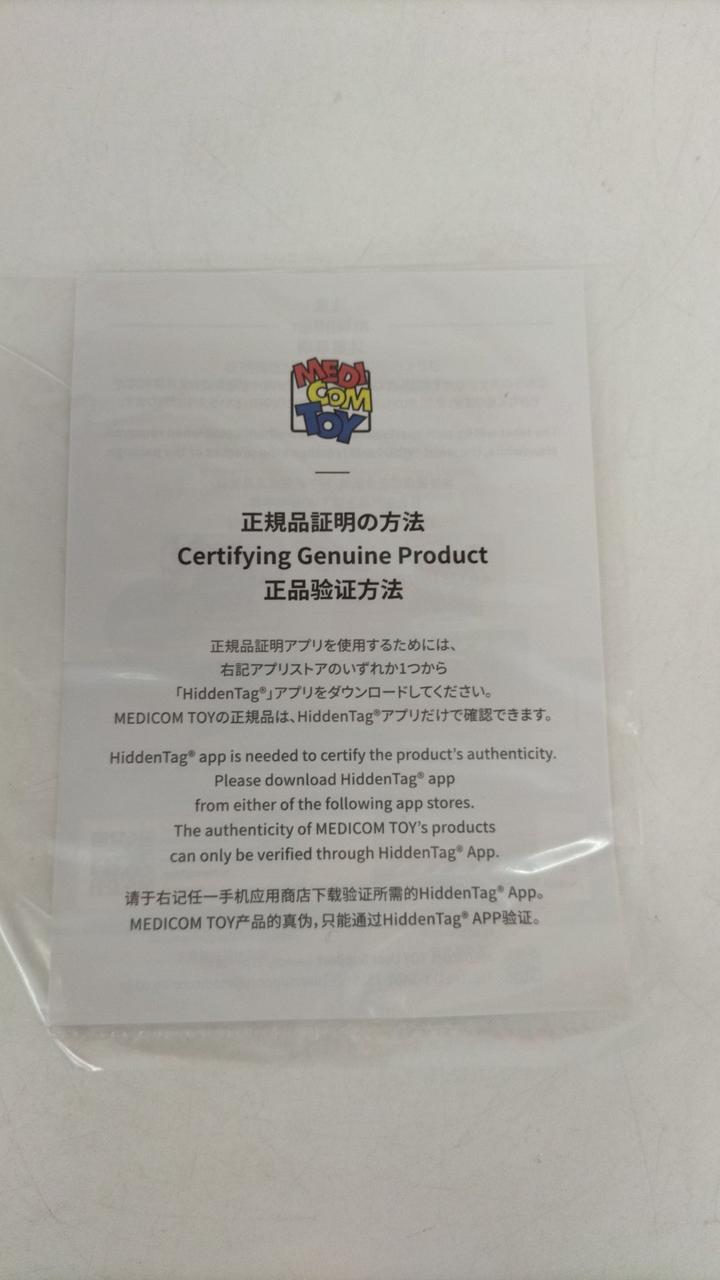 MEDI
COM
TOY
正規品証明の方法
Certifying Genuine Product
正品验证方法
正規品証明アプリを使用するためには、
右記アプリストアのいずれか1つから
「HiddenTag®」アプリをダウンロードしてください。
MEDICOM TOYの正規品は、HiddenTag®アプリだけで確認できます。
HiddenTag® app is needed to certify the product's authenticity.
Please download HiddenTag® app
from either of the following app stores.
The authenticity of MEDICOM TOY's products
can only be verified through HiddenTag® App.
请于右记任一手机应用商店下载验证所需的HiddenTag® App。
MEDICOM TOY产品的真伪，只能通过HiddenTag® APP验证。